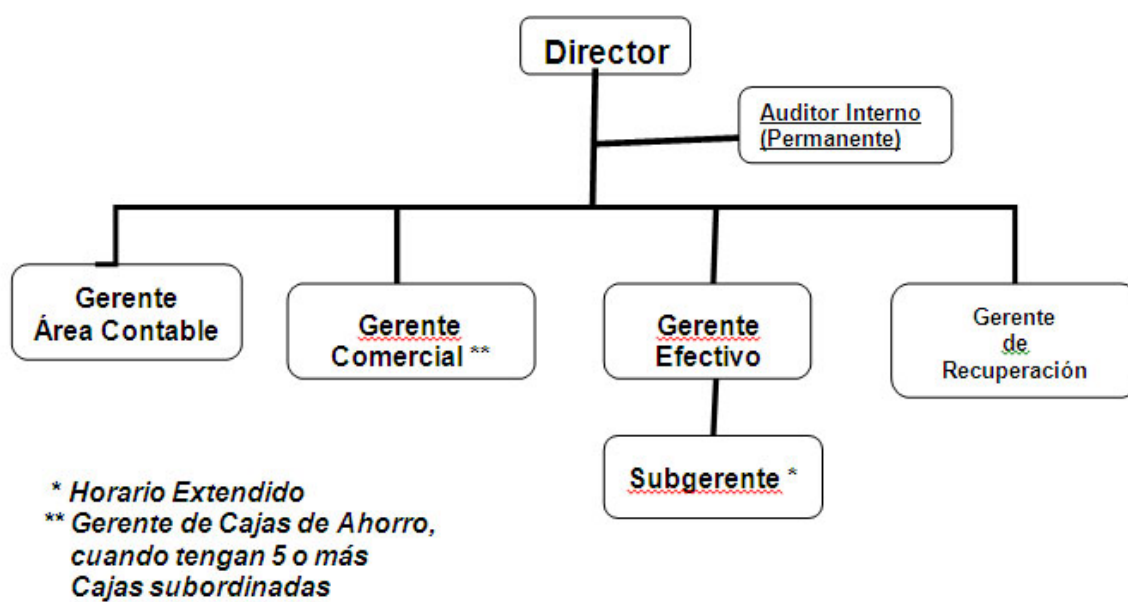 Director
Auditor Interno
(Permanente)
Gerente
Área Contable
Gerente
Comercial **
Gerente
Efectivo
Gerente
de
Recuperación
Subgerente *
* Horario Extendido
** Gerente de Cajas de Ahorro,
cuando tengan 5 o más
Cajas subordinadas